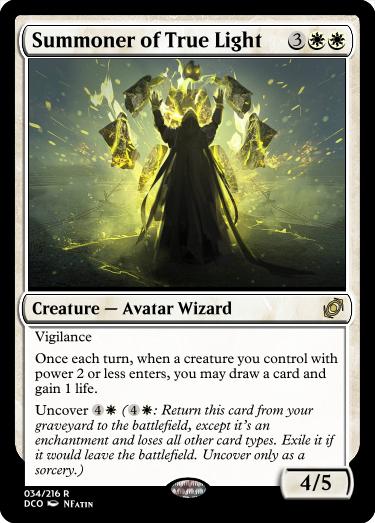 Summoner of True Light 3
Creature — Avatar Wizard
Vigilance
Once each turn, when a creature you control with
power 2 or less enters, you may draw a card and
gain 1 life.
Uncover 4 (4: Return this card from your
graveyard to the battlefield, except it's an
enchantment and loses all other card types. Exile it if
it would leave the battlefield. Uncover only as a
sorcery.)
4/5
034/216 R
DCO NFatin